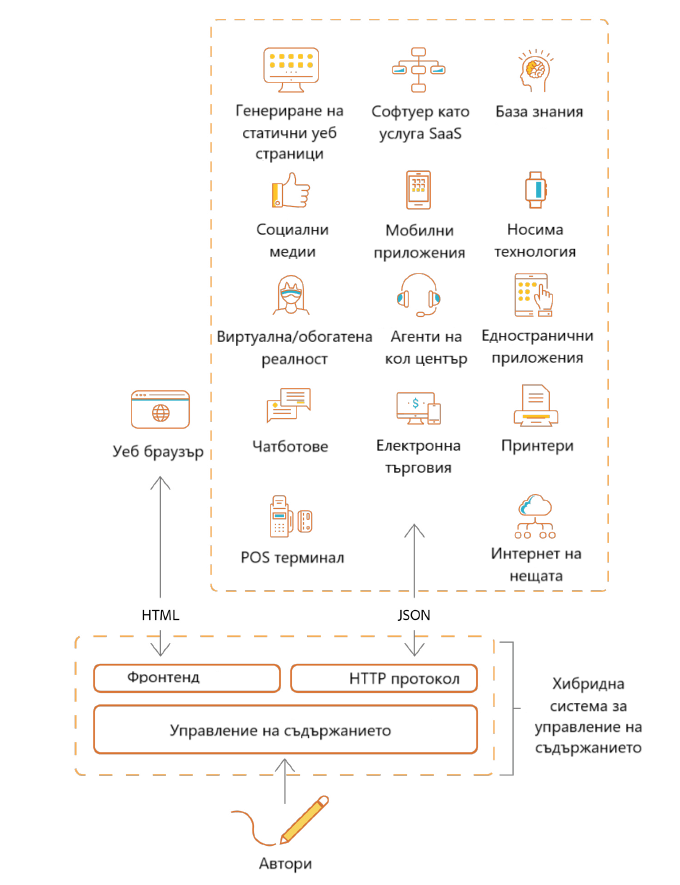 Генериране на
статични уеб
страници
Софтуер като
услуга SaaS
База знания
Социални
медии
Мобилни
приложения
Носима
технология
Виртуална/обогатена
реалност
Агенти на
кол център
Едностранични
приложения
Уеб браузър
Чатботове
Електронна
търговия
Принтери
POS терминал
Интернет на
нещата
HTML
JSON
Фронтенд
HTTP протокол
Управление на съдържанието
Хибридна
система за
управление на
съдържанието
Автори